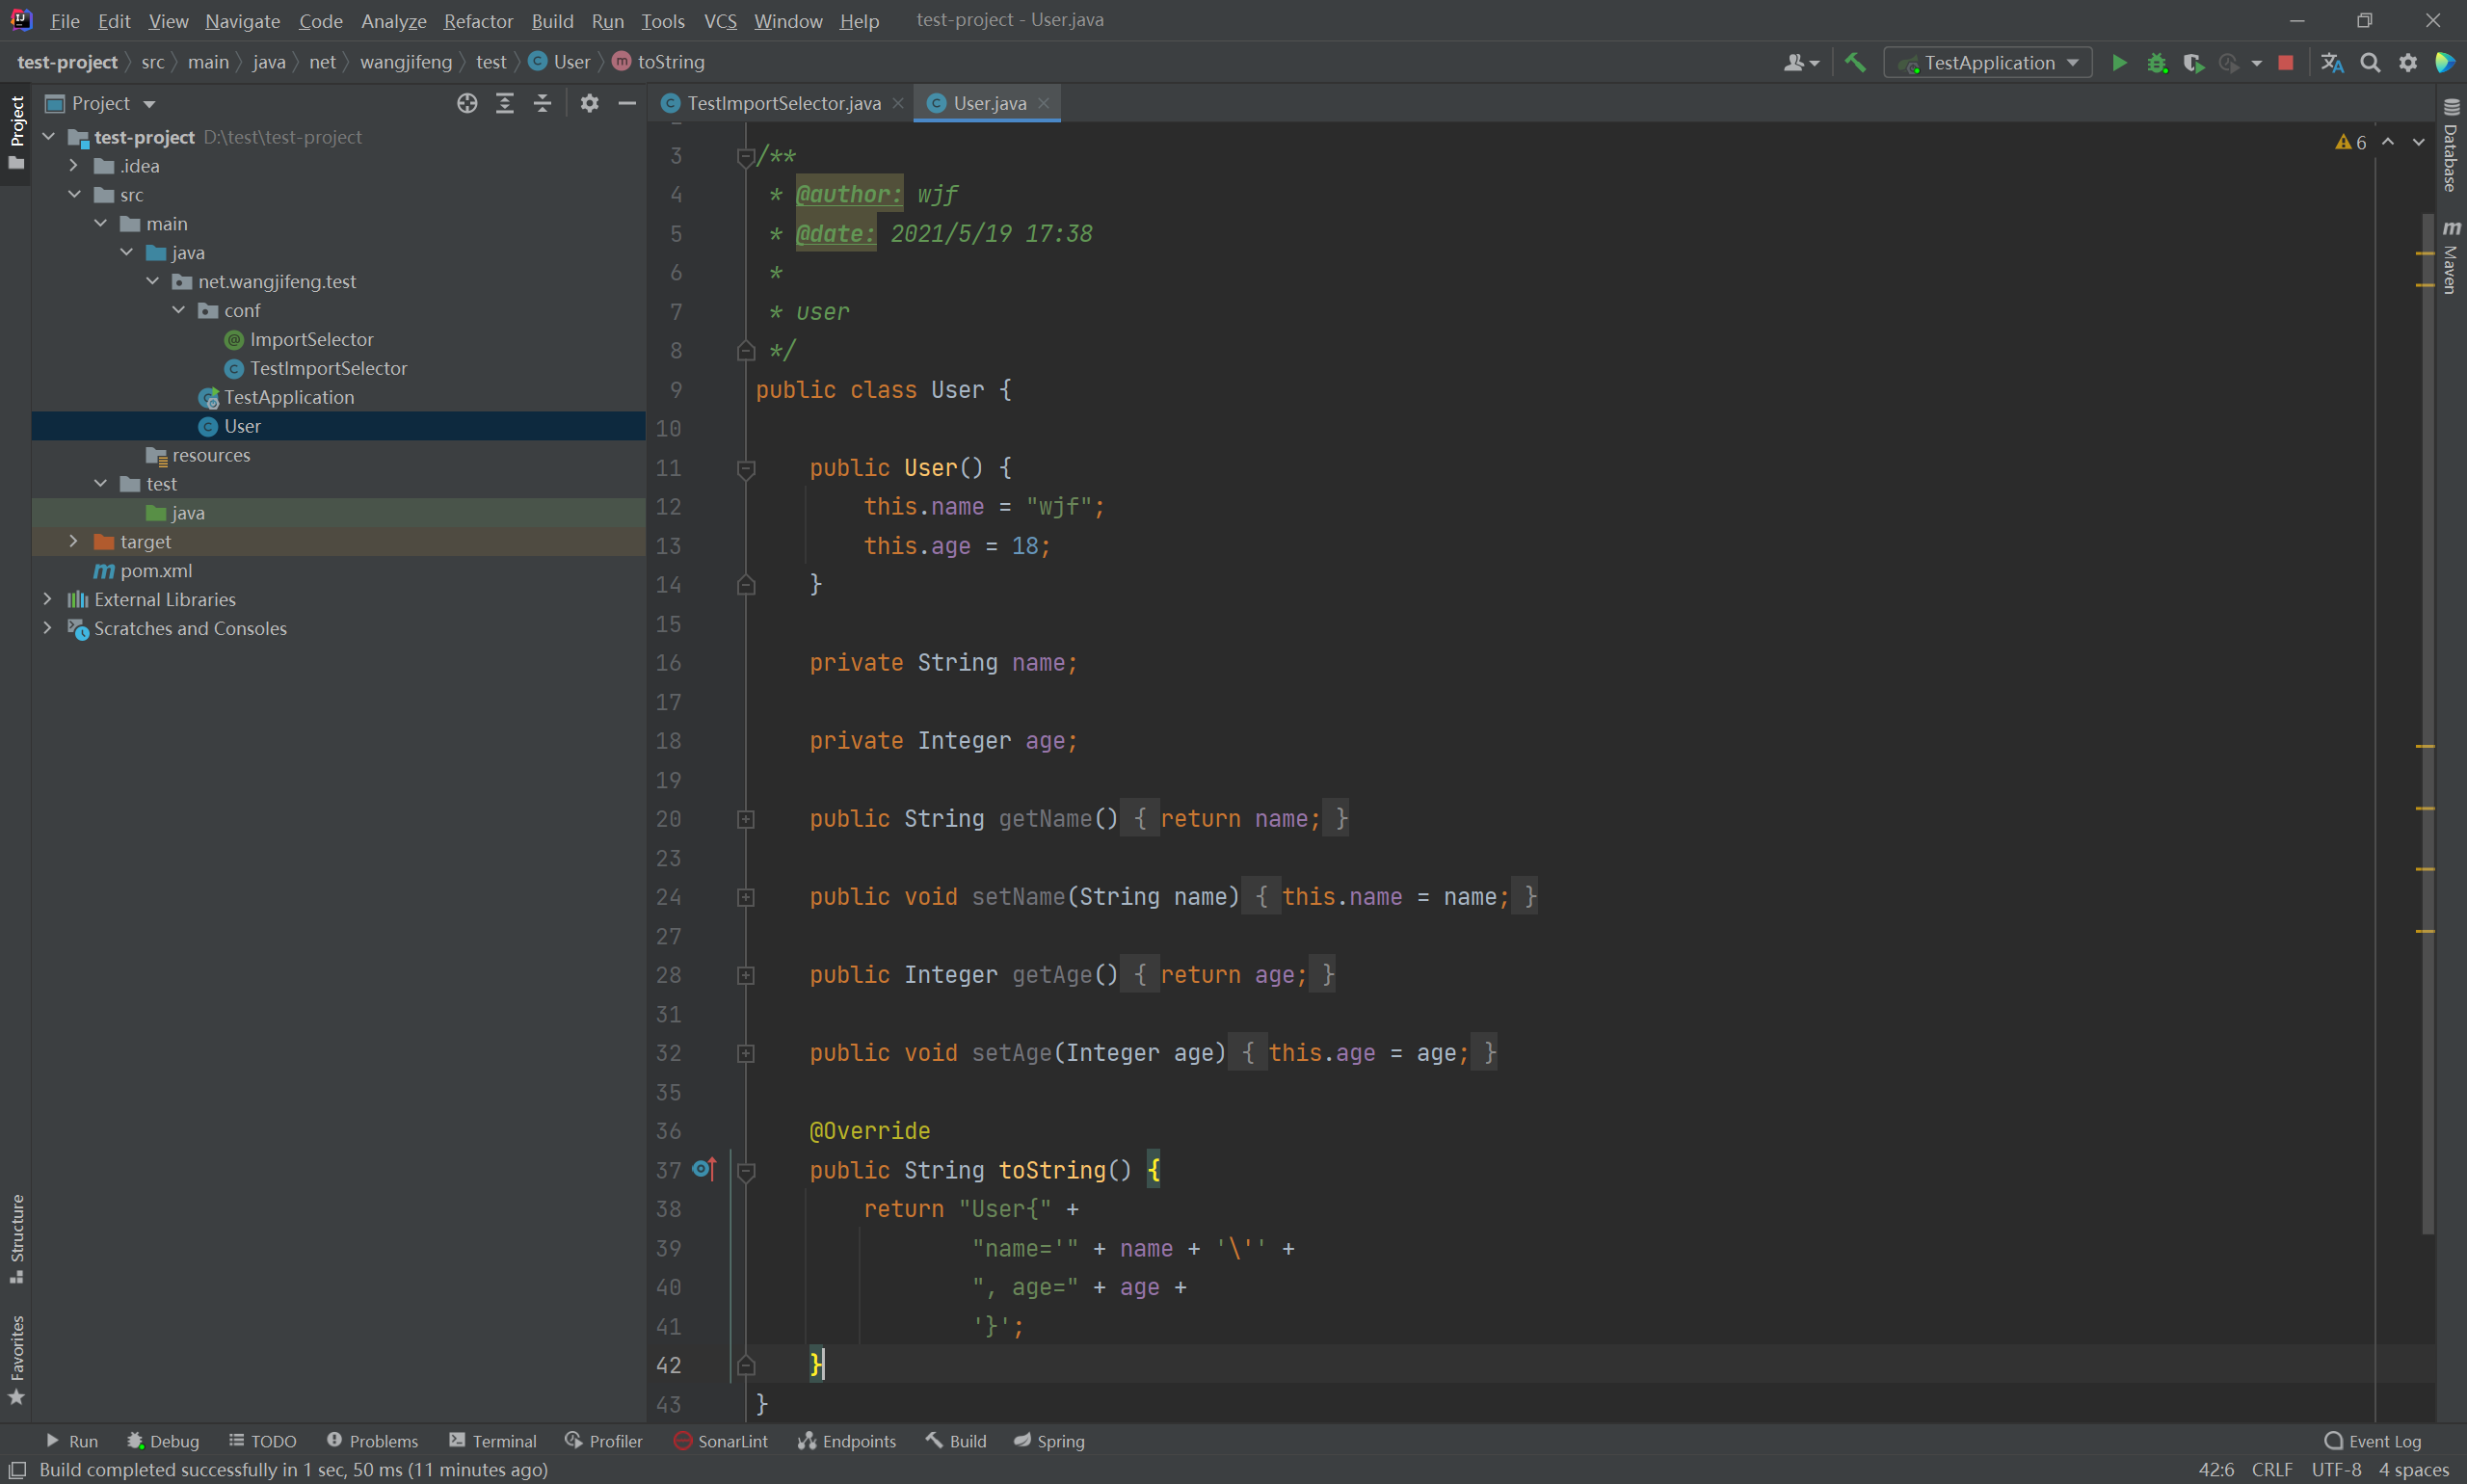 File Edit View Navigate Code Analyze Refactor Build Run Tools VCS Window Help test-project - User.java
test-project src main java net wangjifeng test User toString TestApplication
Project
test-project D:\test\test-project
.idea
src
main
java
net.wangjifeng.test
conf
ImportSelector
TestImportSelector
TestApplication
User
resources
test
java
target
pom.xml
External Libraries
Scratches and Consoles
Project
Structure
Favorites
TestImportSelector.java User.java
6
3 /**
4 * @author: wjf
5 * @date: 2021/5/19 17:38
6 *
7 * user
8 */
9 public class User {
10
11 public User() {
12 this.name = "wjf";
13 this.age = 18;
14 }
15
16 private String name;
17
18 private Integer age;
19
20 public String getName() { return name; }
23
24 public void setName(String name) { this.name = name; }
27
28 public Integer getAge() { return age; }
31
32 public void setAge(Integer age) { this.age = age; }
35
36 @Override
37 public String toString() {
38 return "User{" +
39 "name='" + name + '\'' +
40 ", age=" + age +
41 '}';
42 }
43 }
Database
Maven
Run Debug TODO Problems Terminal Profiler SonarLint Endpoints Build Spring Event Log
Build completed successfully in 1 sec, 50 ms (11 minutes ago) 42:6 CRLF UTF-8 4 spaces